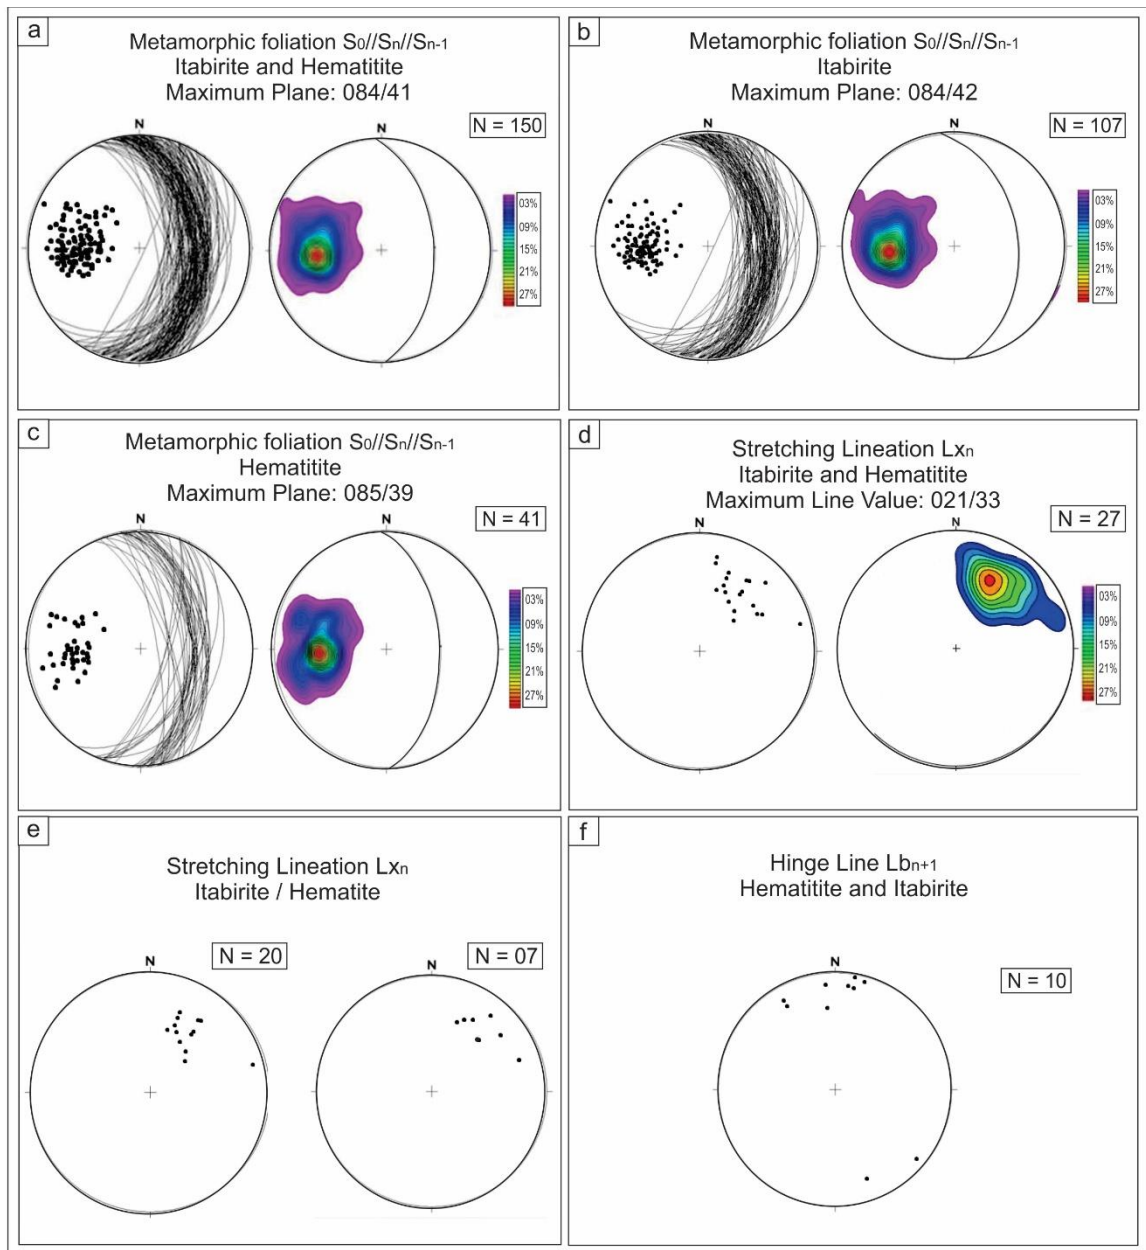 a
Metamorphic foliation S0//Sn//Sn-1
Itabirite and Hematitite
Maximum Plane: 084/41
N
N
N = 150
03%
09%
15%
21%
27%
b
Metamorphic foliation S0//Sn//Sn-1
Itabirite
Maximum Plane: 084/42
N
N
N = 107
03%
09%
15%
21%
27%
c
Metamorphic foliation S0//Sn//Sn-1
Hematitite
Maximum Plane: 085/39
N
N
N = 41
03%
09%
15%
21%
27%
d
Stretching Lineation Lxn
Itabirite and Hematitite
Maximum Line Value: 021/33
N
N
N = 27
03%
09%
15%
21%
27%
e
Stretching Lineation Lxn
Itabirite / Hematite
N
N = 20
N
N = 07
f
Hinge Line Lbn+1
Hematitite and Itabirite
N
N = 10